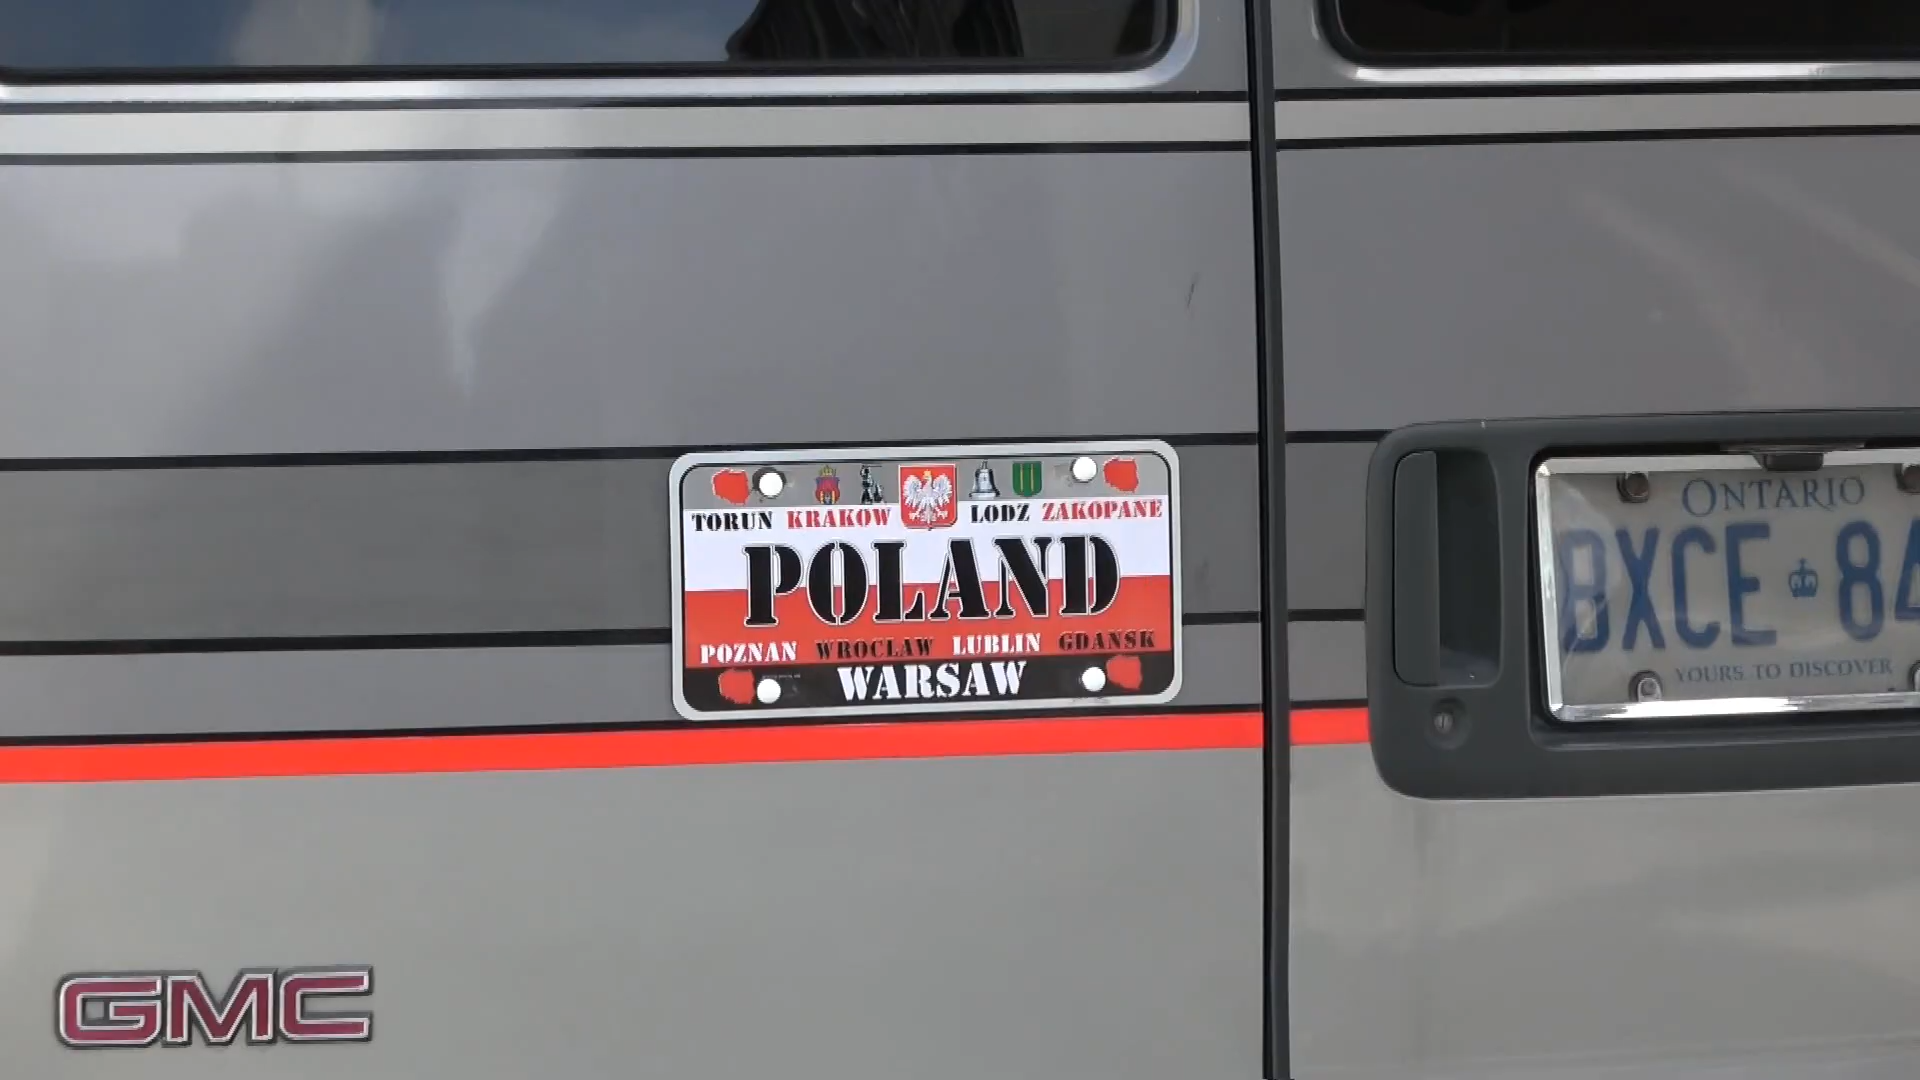 TORUN KRAKOW LODZ ZAKOPANE
POLAND
POZNAN WROCLAW LUBLIN GDANSK
WARSAW
ONTARIO
BXCE 84
YOURS TO DISCOVER
GMC